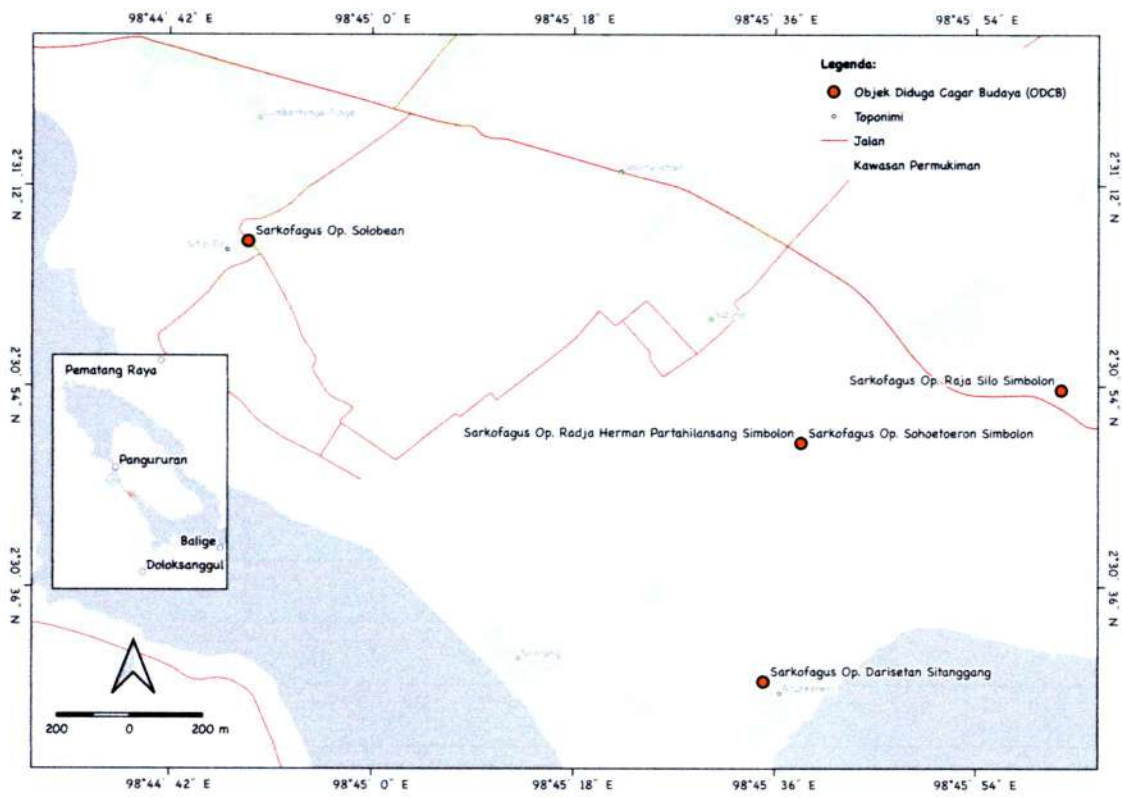 98°44' 42" E
98°45' 0" E
98°45' 18" E
98°45' 36" E
98°45' 54" E
Legenda:
Objek Diduga Cagar Budaya (ODCB)
Toponimi
Jalan
Kawasan Permukiman
2°31' 12" N
2°31' 12" N
Sarkofagus Op. Solobean
2°30' 54" N
2°30' 54" N
Pematang Raya
Sarkofagus Op. Raja Silo Simbolon
Sarkofagus Op. Radja Herman Partahilansang Simbolon
Sarkofagus Op. Sohoetoeron Simbolon
Pangururan
Balige
Doloksanggul
2°30' 36" N
2°30' 36" N
Sarkofagus Op. Darisetan Sitanggang
200
0
200 m
98°44' 42" E
98°45' 0" E
98°45' 18" E
98°45' 36" E
98°45' 54" E